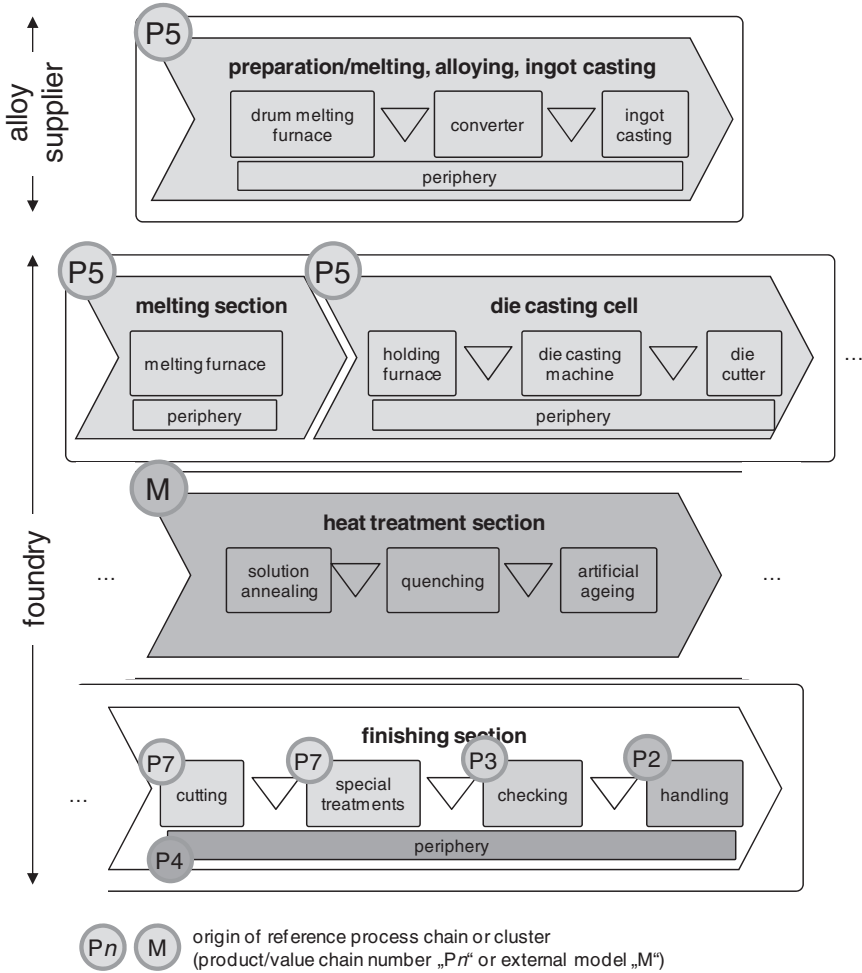 alloy
supplier
P5
preparation/melting, alloying, ingot casting
drum melting
furnace
converter
ingot
casting
periphery
foundry
P5
melting section
melting furnace
periphery
P5
die casting cell
holding
furnace
die casting
machine
die
cutter
periphery
...
M
heat treatment section
...
solution
annealing
quenching
artificial
ageing
...
finishing section
...
P7
cutting
P7
special
treatments
P3
checking
P2
handling
P4
periphery
Pn
M
origin of reference process chain or cluster
(product/value chain number „Pn“ or external model „M“)